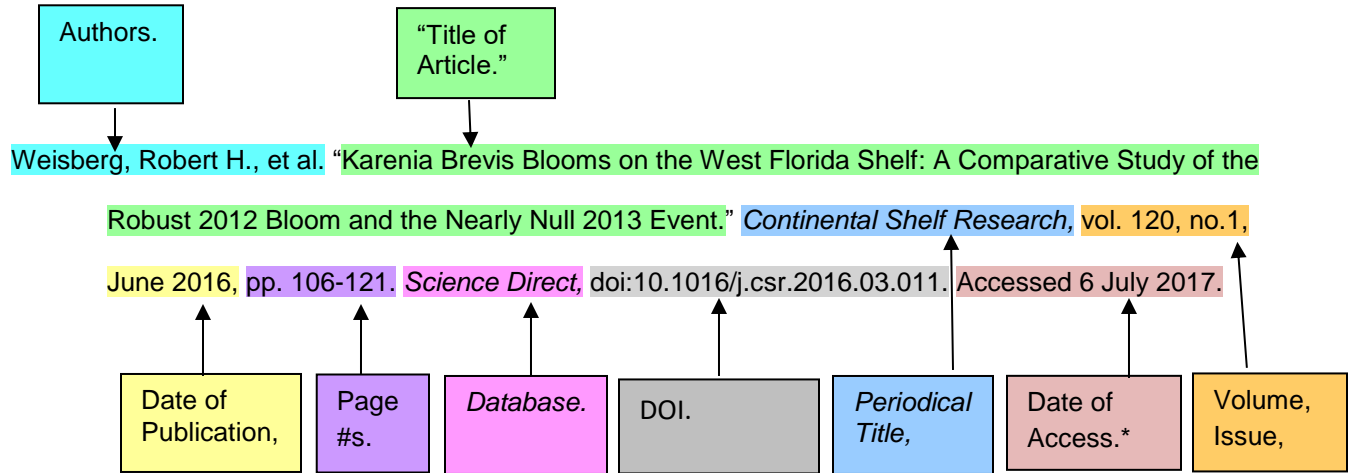 Authors.
“Title of
Article.”
Weisberg, Robert H., et al. “Karenia Brevis Blooms on the West Florida Shelf: A Comparative Study of the
Robust 2012 Bloom and the Nearly Null 2013 Event.” Continental Shelf Research, vol. 120, no.1,
June 2016, pp. 106-121. Science Direct, doi:10.1016/j.csr.2016.03.011. Accessed 6 July 2017.
Date of
Publication,
Page
#s.
Database.
DOI.
Periodical
Title,
Date of
Access.*
Volume,
Issue,